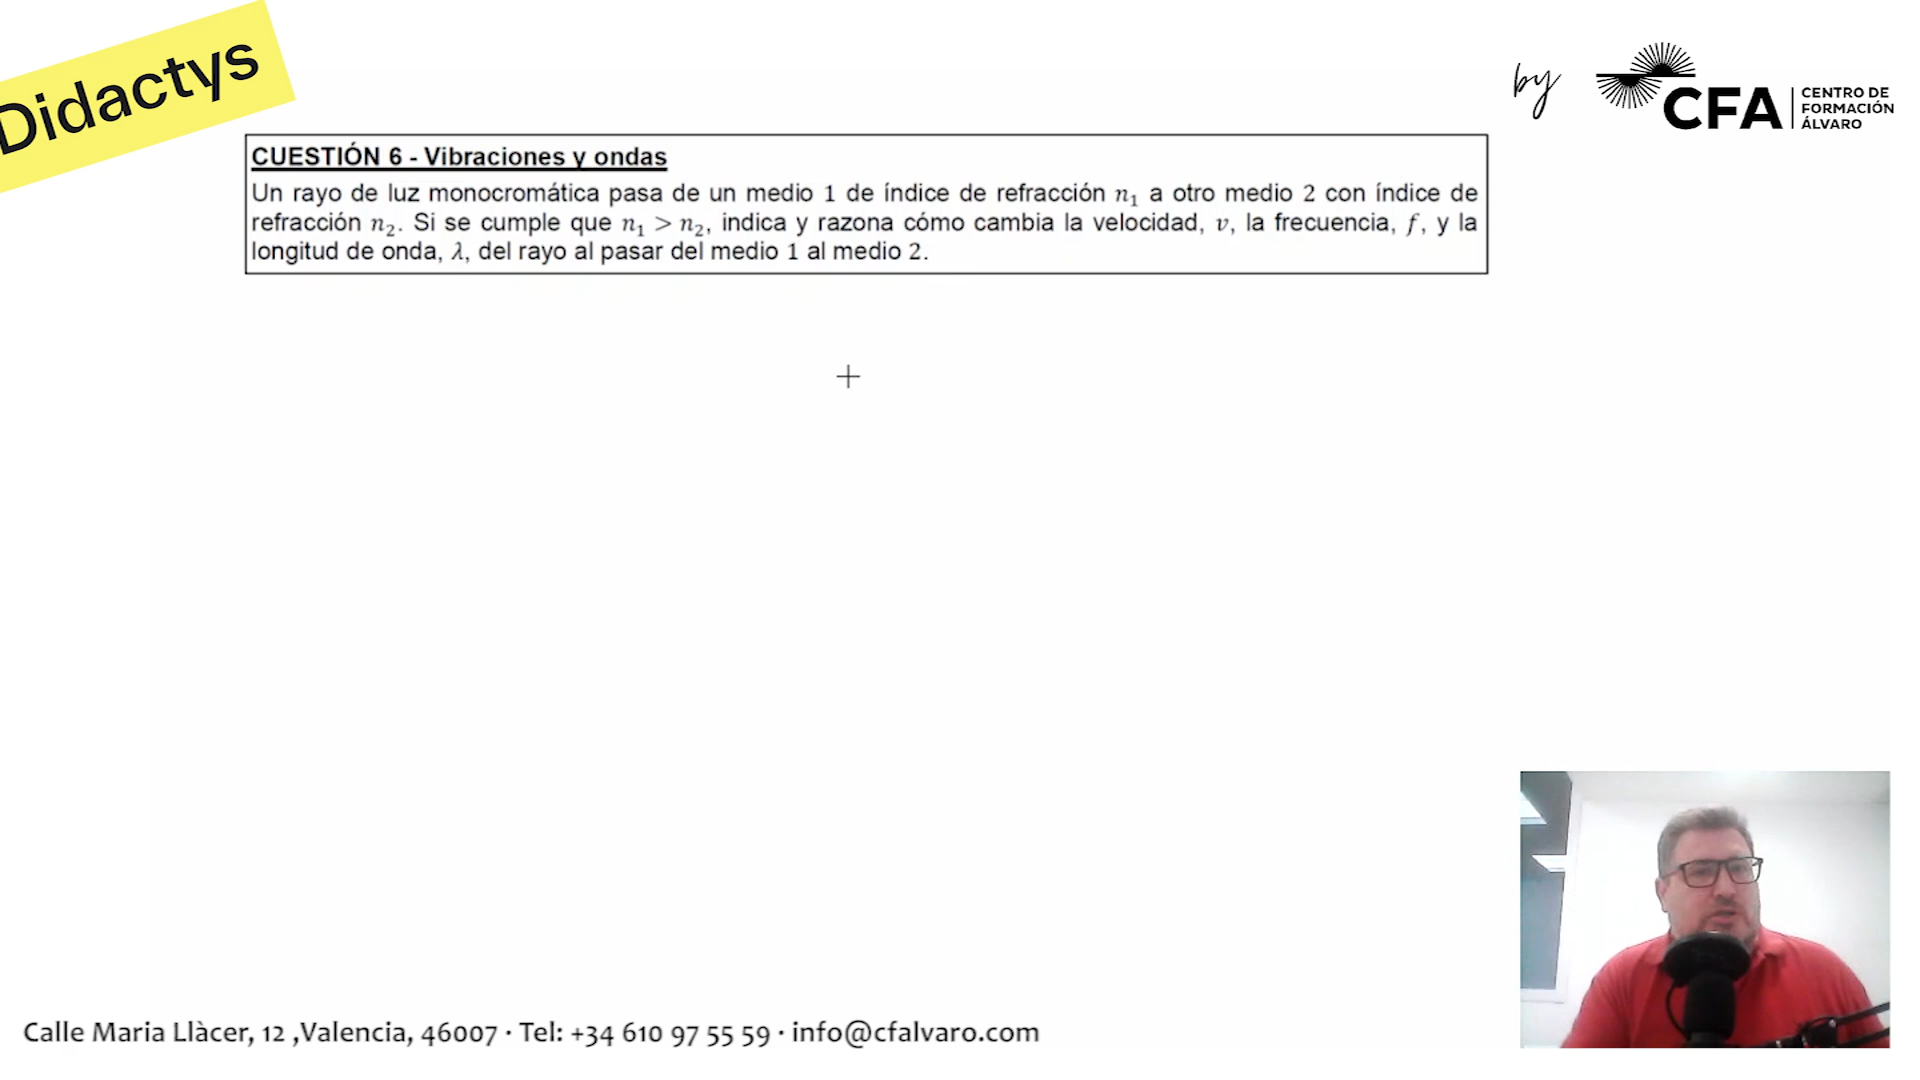 Didactys
by
CFA
CENTRO DE
FORMACIÓN
ÁLVARO
CUESTIÓN 6 - Vibraciones y ondas
Un rayo de luz monocromática pasa de un medio 1 de índice de refracción n₁ a otro medio 2 con índice de
refracción n₂. Si se cumple que n₁ > n₂, indica y razona cómo cambia la velocidad, v, la frecuencia, f, y la
longitud de onda, λ, del rayo al pasar del medio 1 al medio 2.
Calle Maria Llàcer, 12 ,Valencia, 46007 · Tel: +34 610 97 55 59 · info@cfalvaro.com